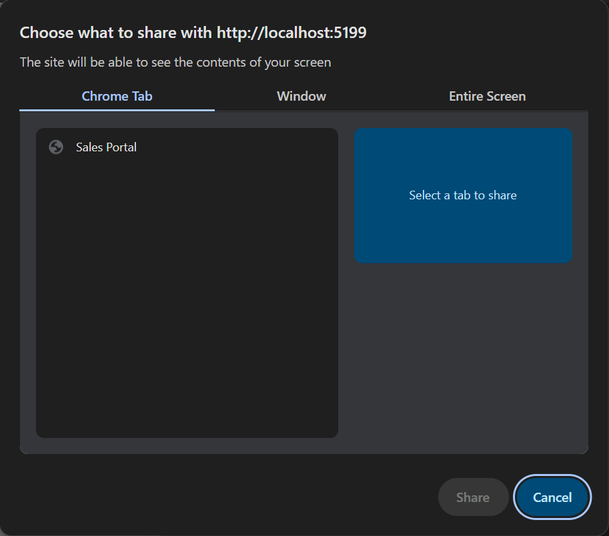 Choose what to share with http://localhost:5199
The site will be able to see the contents of your screen
Chrome Tab
Window
Entire Screen
Sales Portal
Select a tab to share
Share
Cancel